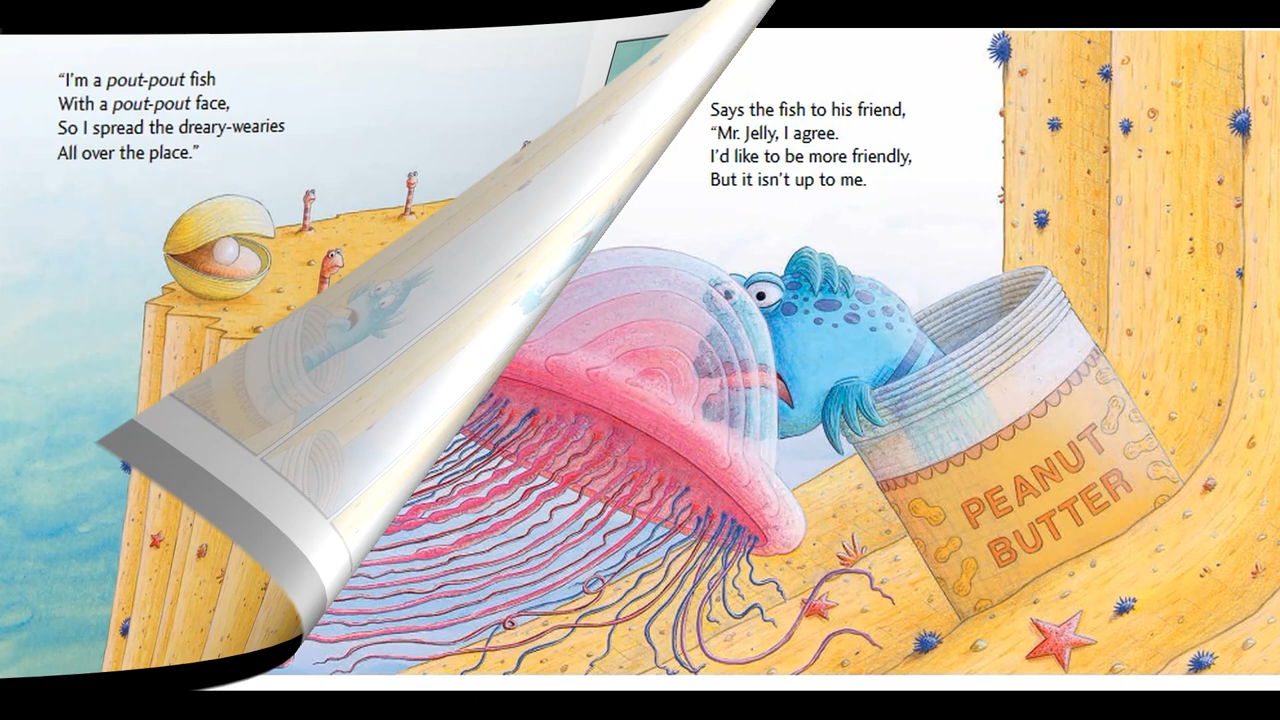 “I’m a pout-pout fish
With a pout-pout face,
So I spread the dreary-wearies
All over the place.”
Says the fish to his friend,
“Mr. Jelly, I agree.
I’d like to be more friendly,
But it isn’t up to me.
PEANUT
BUTTER